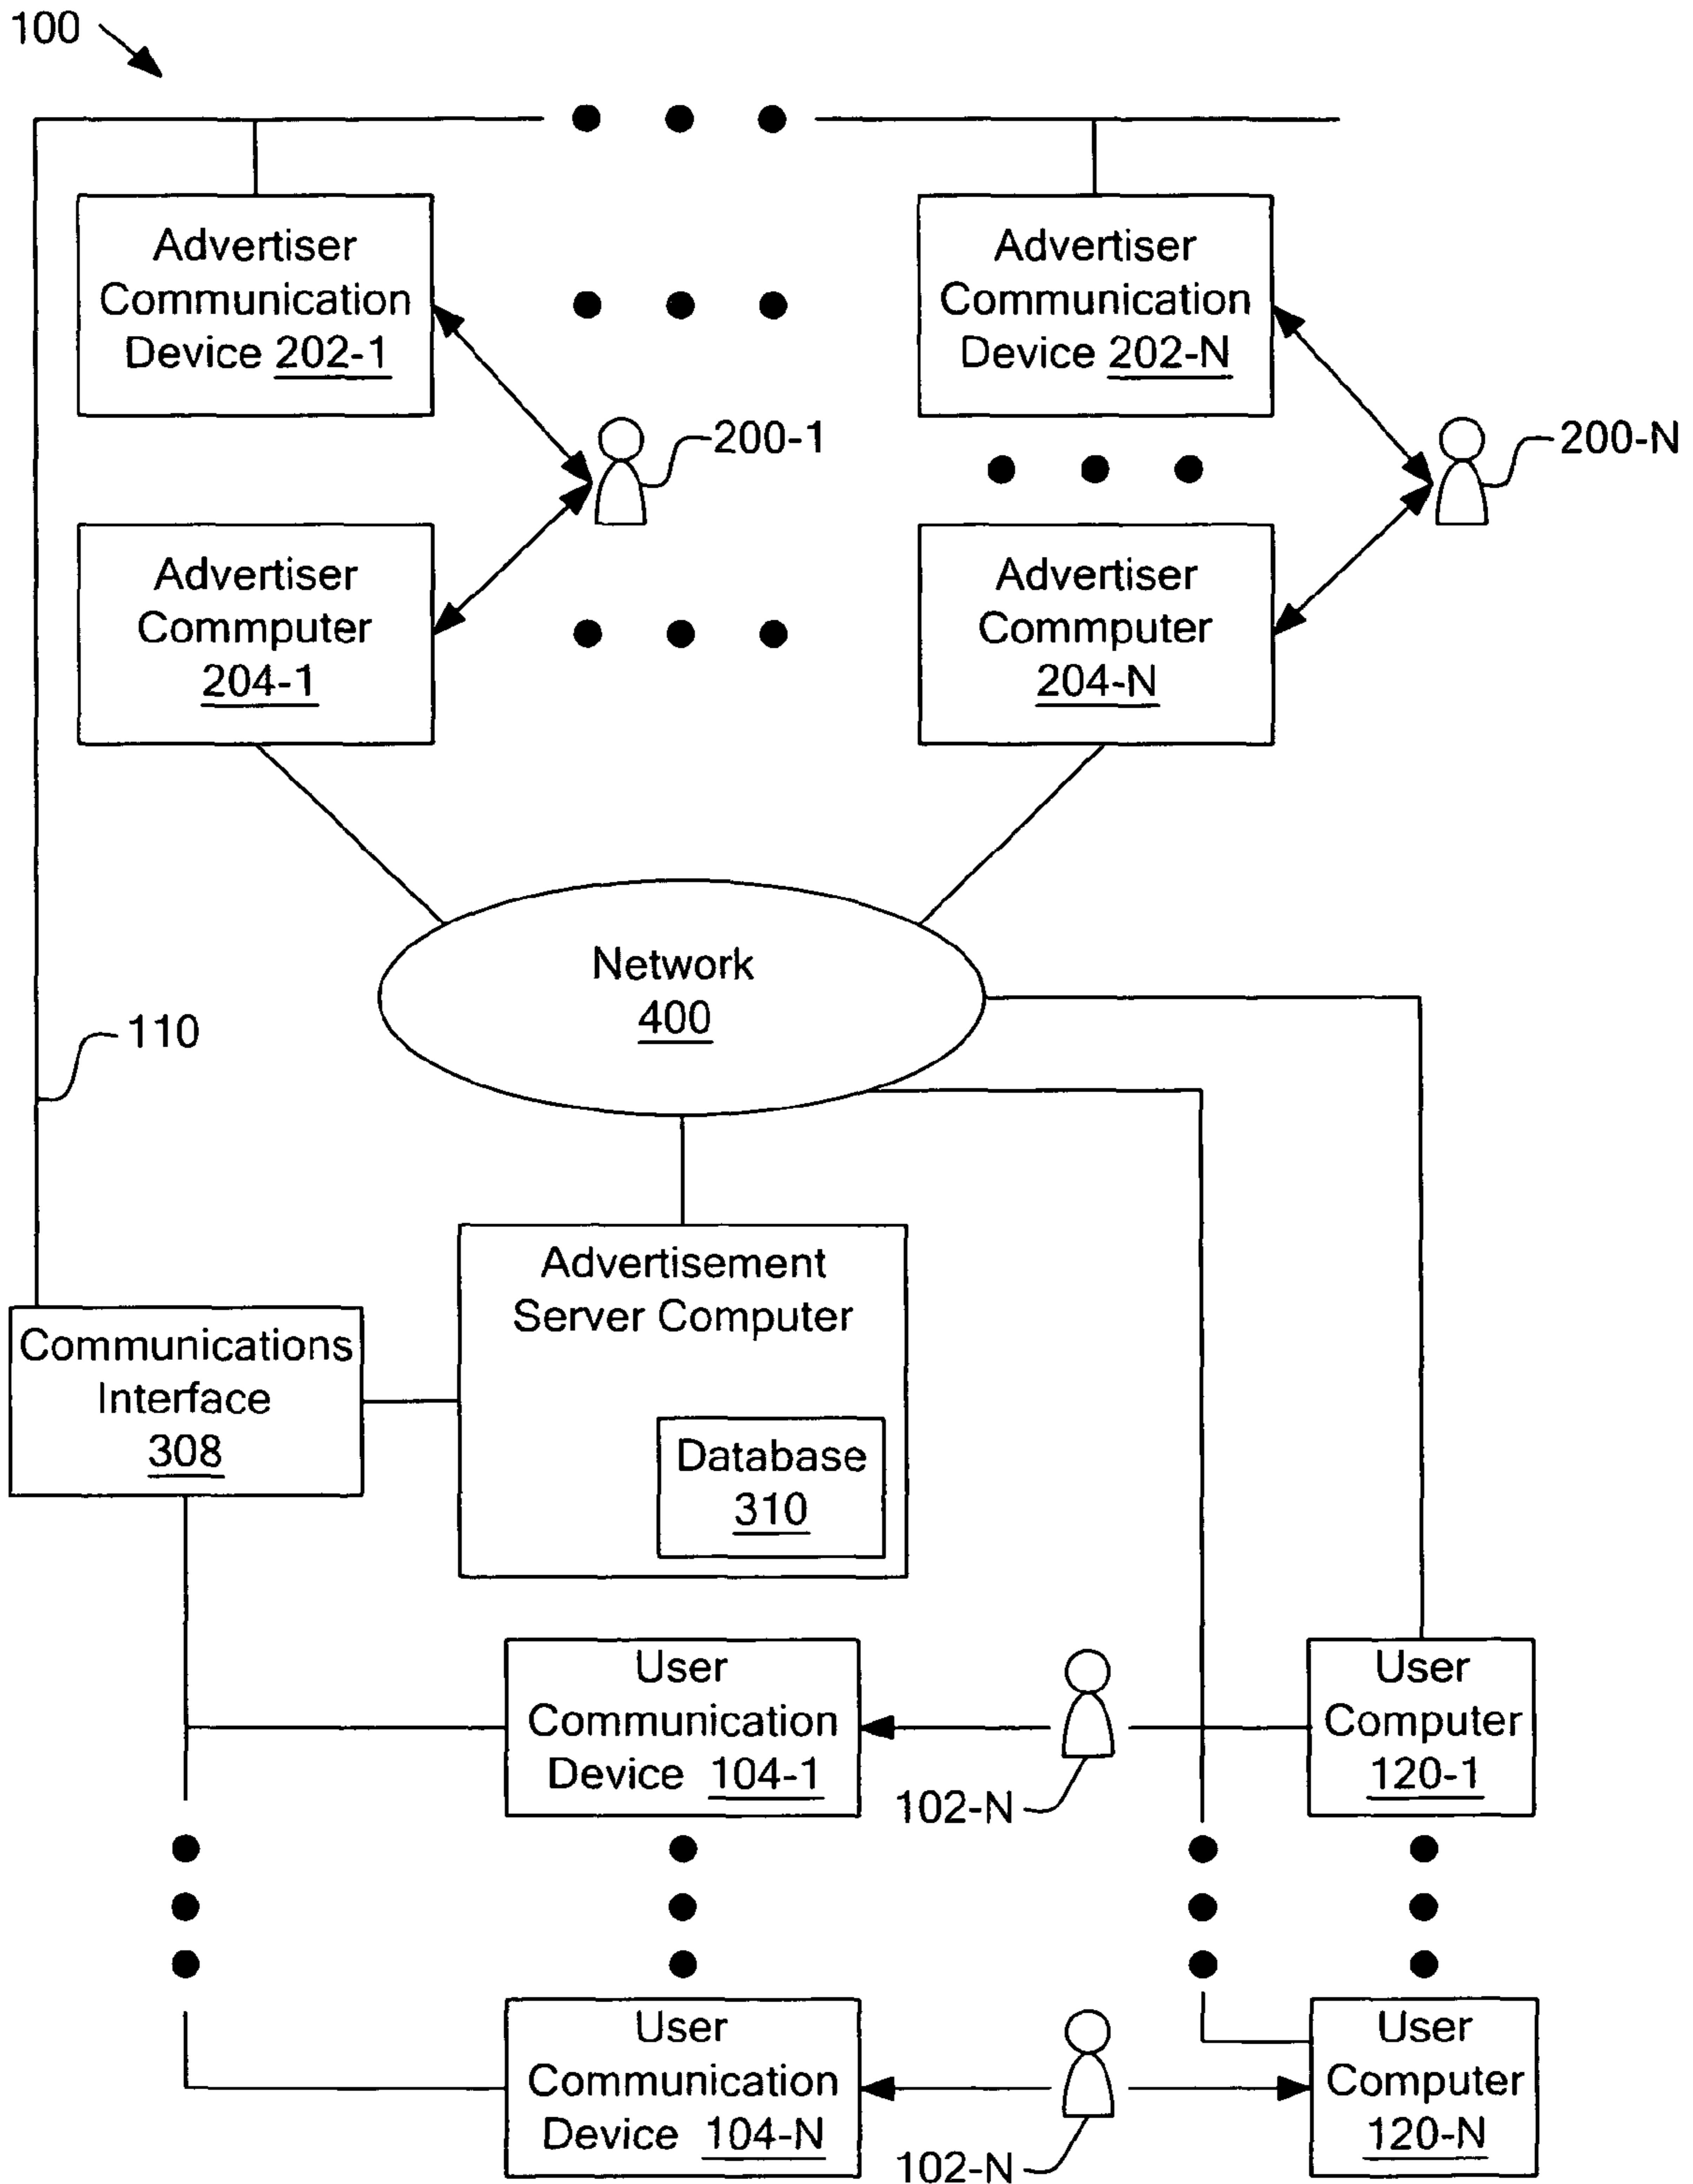 100
Advertiser
Communication
Device 202-1
Advertiser
Communication
Device 202-N
200-1
200-N
Advertiser
Commputer
204-1
Advertiser
Commputer
204-N
Network
400
110
Advertisement
Server Computer
Communications
Interface
308
Database
310
User
Communication
Device 104-1
102-N
User
Computer
120-1
User
Communication
Device 104-N
102-N
User
Computer
120-N